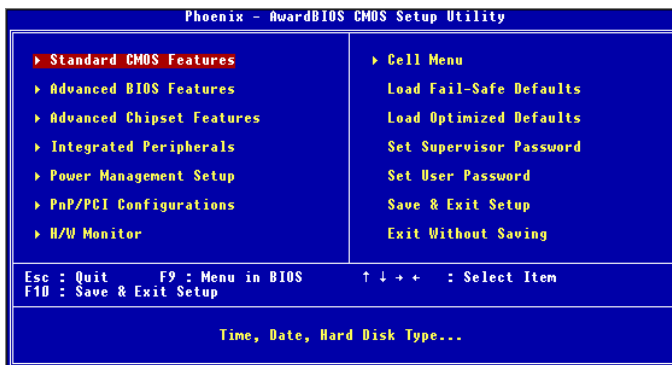 Phoenix - AwardBIOS CMOS Setup Utility
▸ Standard CMOS Features
▸ Advanced BIOS Features
▸ Advanced Chipset Features
▸ Integrated Peripherals
▸ Power Management Setup
▸ PnP/PCI Configurations
▸ H/W Monitor
▸ Cell Menu
Load Fail-Safe Defaults
Load Optimized Defaults
Set Supervisor Password
Set User Password
Save & Exit Setup
Exit Without Saving
Esc : Quit F9 : Menu in BIOS ↑ ↓ → ← : Select Item
F10 : Save & Exit Setup
Time, Date, Hard Disk Type...